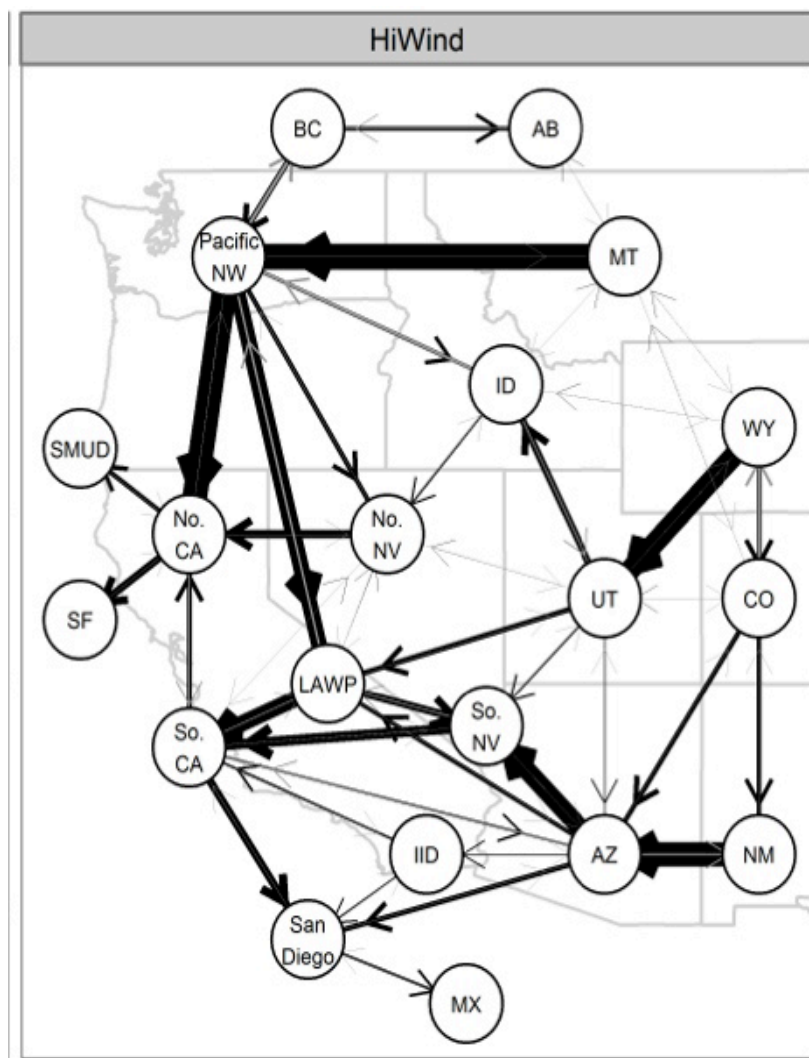 HiWind
BC
AB
Pacific
NW
MT
ID
WY
SMUD
No.
CA
No.
NV
UT
CO
SF
LAWP
So.
NV
So.
CA
IID
AZ
NM
San
Diego
MX